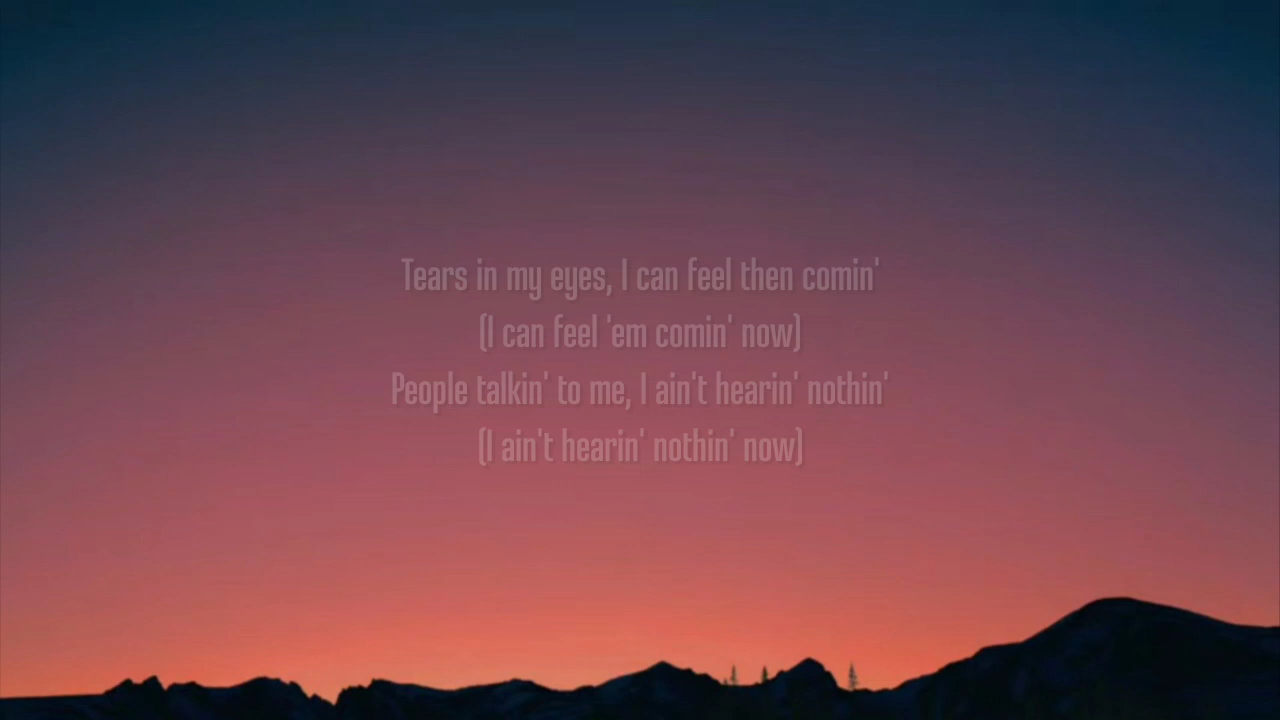 Tears in my eyes, I can feel then comin'
(I can feel 'em comin' now)
People talkin' to me, I ain't hearin' nothin'
(I ain't hearin' nothin' now)